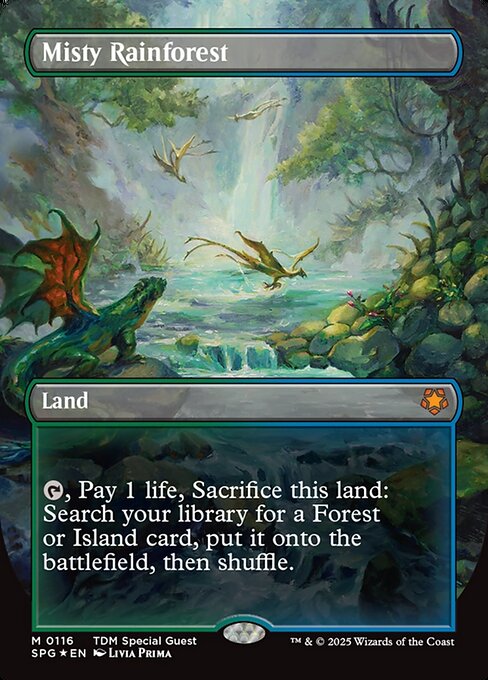 Misty Rainforest
Land
, Pay 1 life, Sacrifice this land:
Search your library for a Forest
or Island card, put it onto the
battlefield, then shuffle.
M 0116 TDM Special Guest
SPG★EN Livia Prima
™ & © 2025 Wizards of the Coast